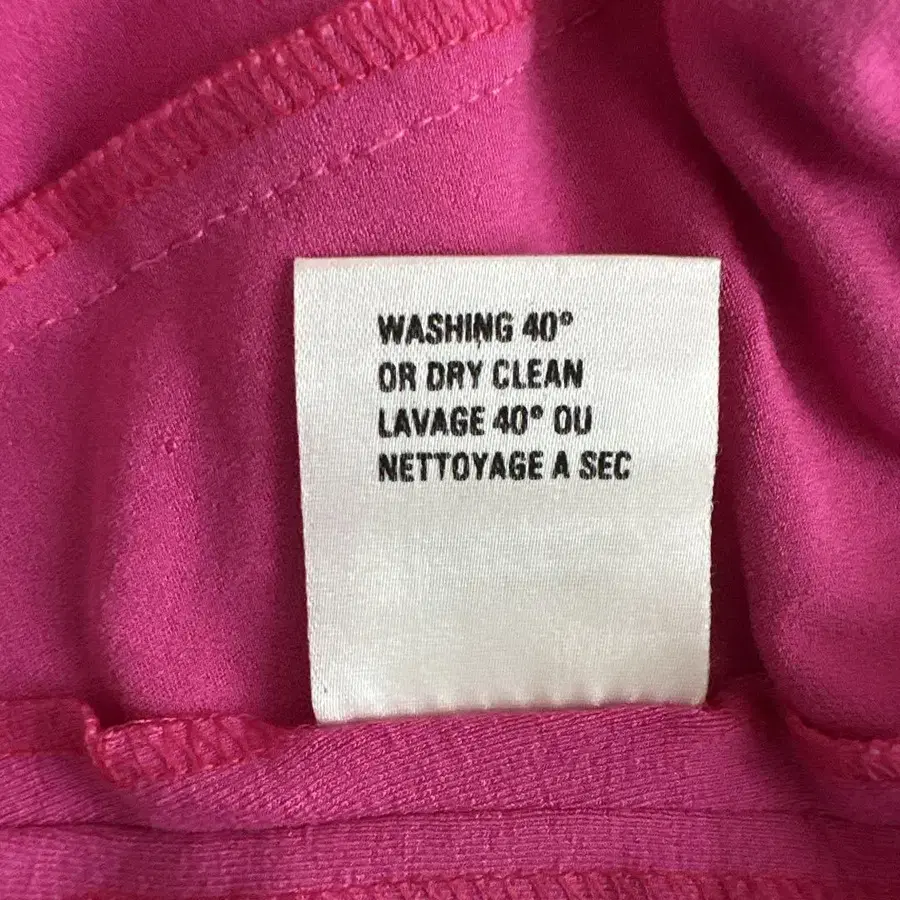 WASHING 40°
OR DRY CLEAN
LAVAGE 40° OU
NETTOYAGE A SEC